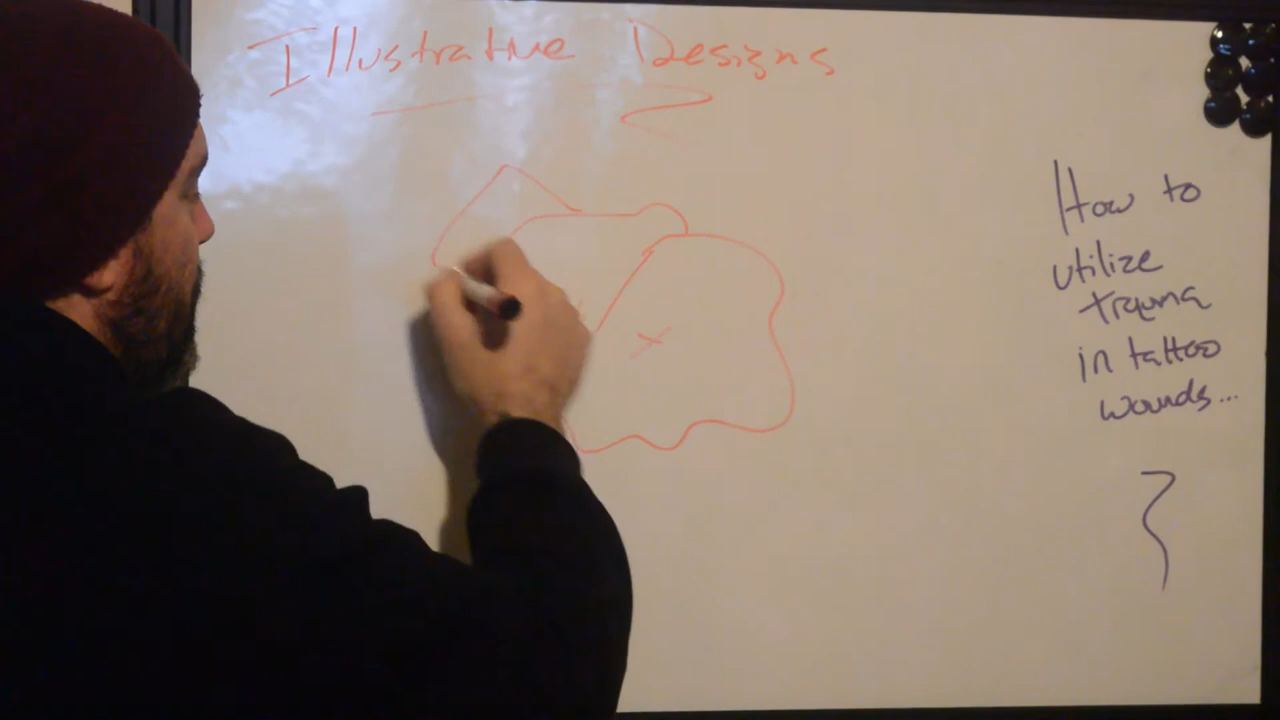 Illustrative Designs
How to
utilize
trauma
in tattoo
wounds...